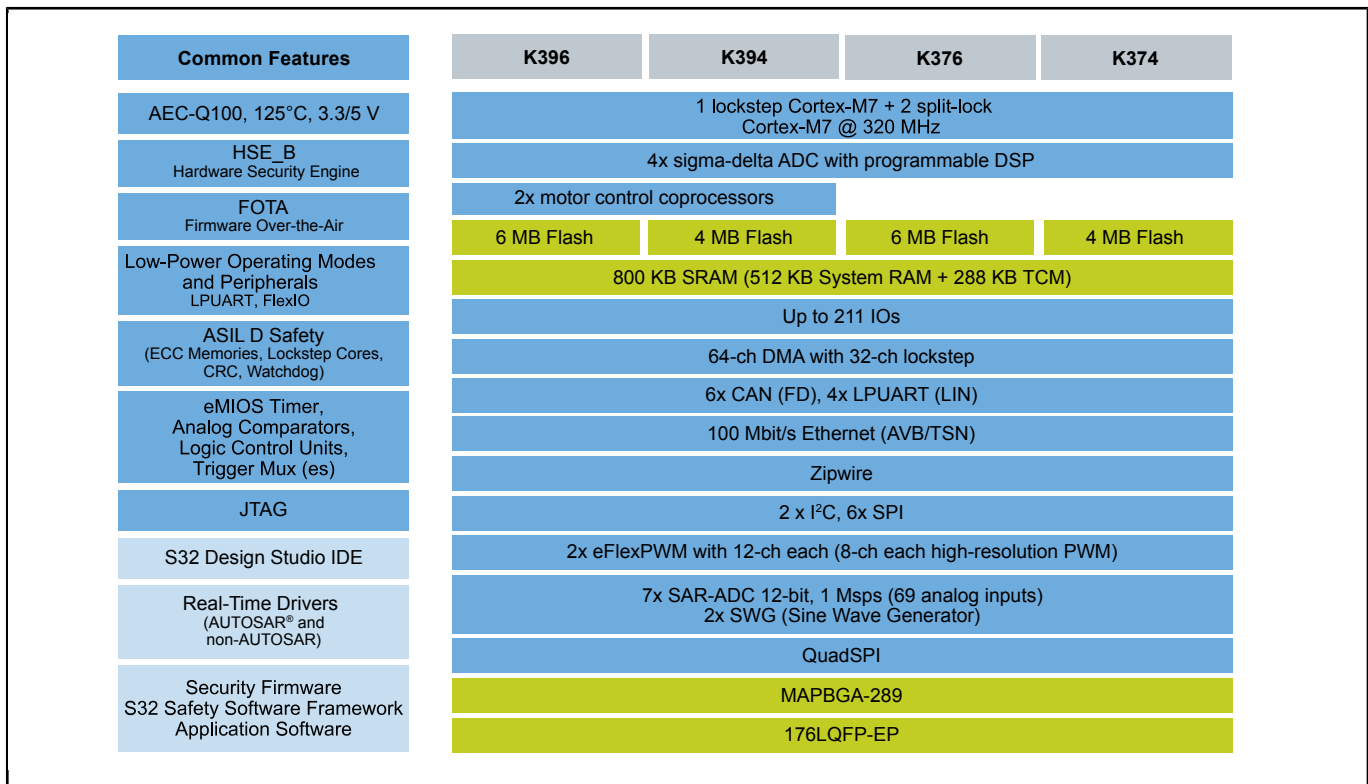 Common Features
AEC-Q100, 125°C, 3.3/5 V
HSE_B
Hardware Security Engine
FOTA
Firmware Over-the-Air
Low-Power Operating Modes
and Peripherals
LPUART, FlexIO
ASIL D Safety
(ECC Memories, Lockstep Cores,
CRC, Watchdog)
eMIOS Timer,
Analog Comparators,
Logic Control Units,
Trigger Mux (es)
JTAG
S32 Design Studio IDE
Real-Time Drivers
(AUTOSAR® and
non-AUTOSAR)
Security Firmware
S32 Safety Software Framework
Application Software
K396 K394 K376 K374
1 lockstep Cortex-M7 + 2 split-lock
Cortex-M7 @ 320 MHz
4x sigma-delta ADC with programmable DSP
2x motor control coprocessors
6 MB Flash 4 MB Flash 6 MB Flash 4 MB Flash
800 KB SRAM (512 KB System RAM + 288 KB TCM)
Up to 211 IOs
64-ch DMA with 32-ch lockstep
6x CAN (FD), 4x LPUART (LIN)
100 Mbit/s Ethernet (AVB/TSN)
Zipwire
2 x I²C, 6x SPI
2x eFlexPWM with 12-ch each (8-ch each high-resolution PWM)
7x SAR-ADC 12-bit, 1 Msps (69 analog inputs)
2x SWG (Sine Wave Generator)
QuadSPI
MAPBGA-289
176LQFP-EP